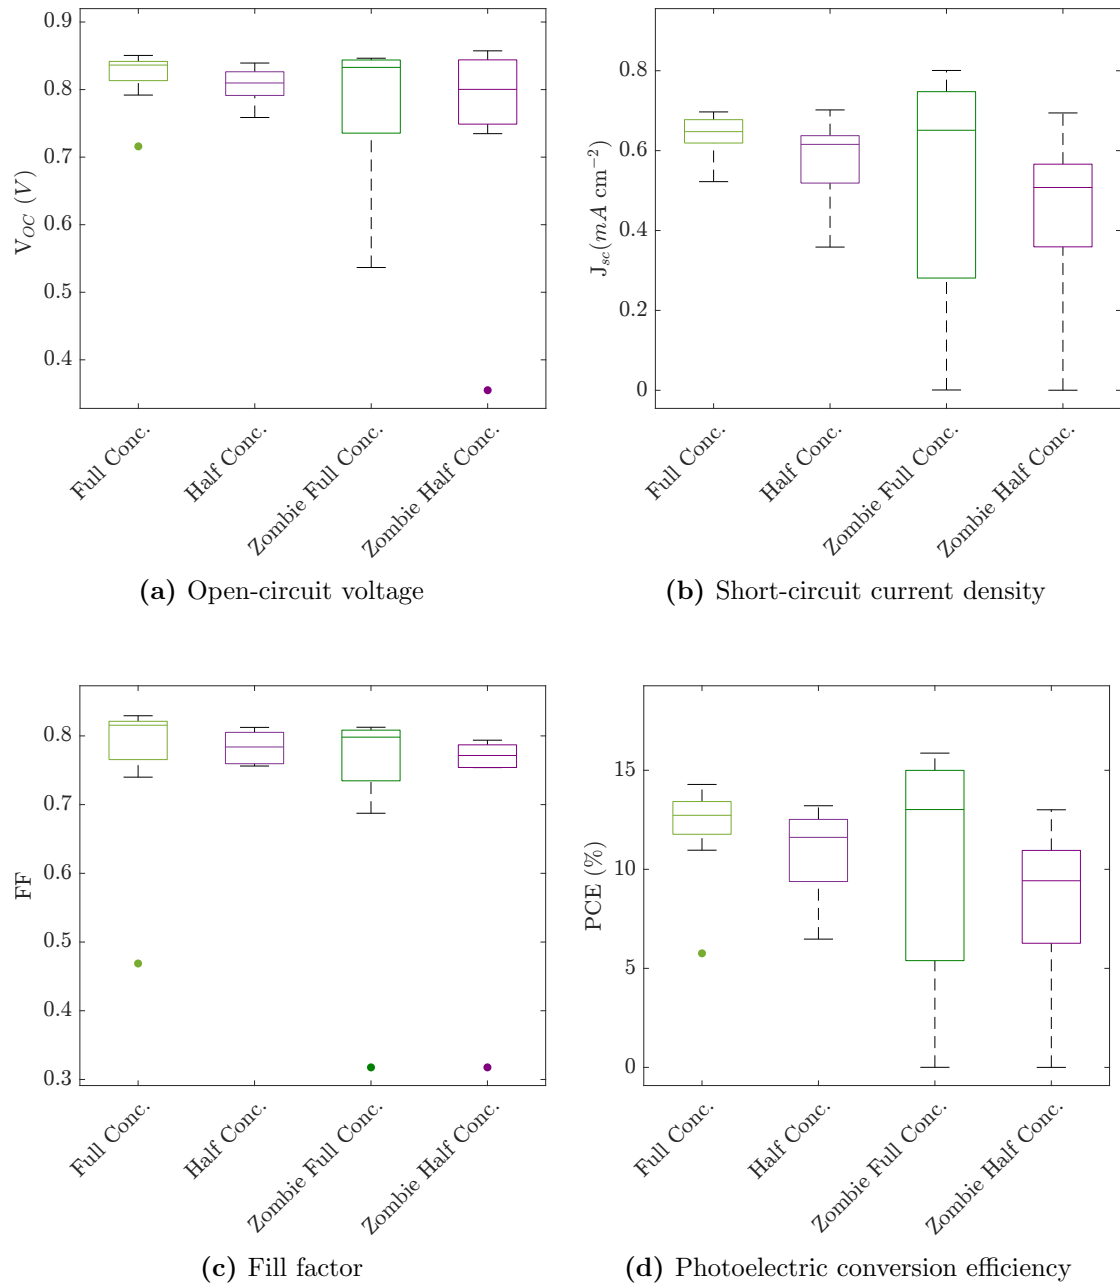 0.9
0.8
0.7
0.6
0.5
0.4
V_OC (V)
Full Conc.
Half Conc.
Zombie Full Conc.
Zombie Half Conc.
(a) Open-circuit voltage
0.8
0.6
0.4
0.2
0
J_sc(mA cm⁻²)
Full Conc.
Half Conc.
Zombie Full Conc.
Zombie Half Conc.
(b) Short-circuit current density
0.8
0.7
0.6
0.5
0.4
0.3
FF
Full Conc.
Half Conc.
Zombie Full Conc.
Zombie Half Conc.
(c) Fill factor
15
10
5
0
PCE (%)
Full Conc.
Half Conc.
Zombie Full Conc.
Zombie Half Conc.
(d) Photoelectric conversion efficiency